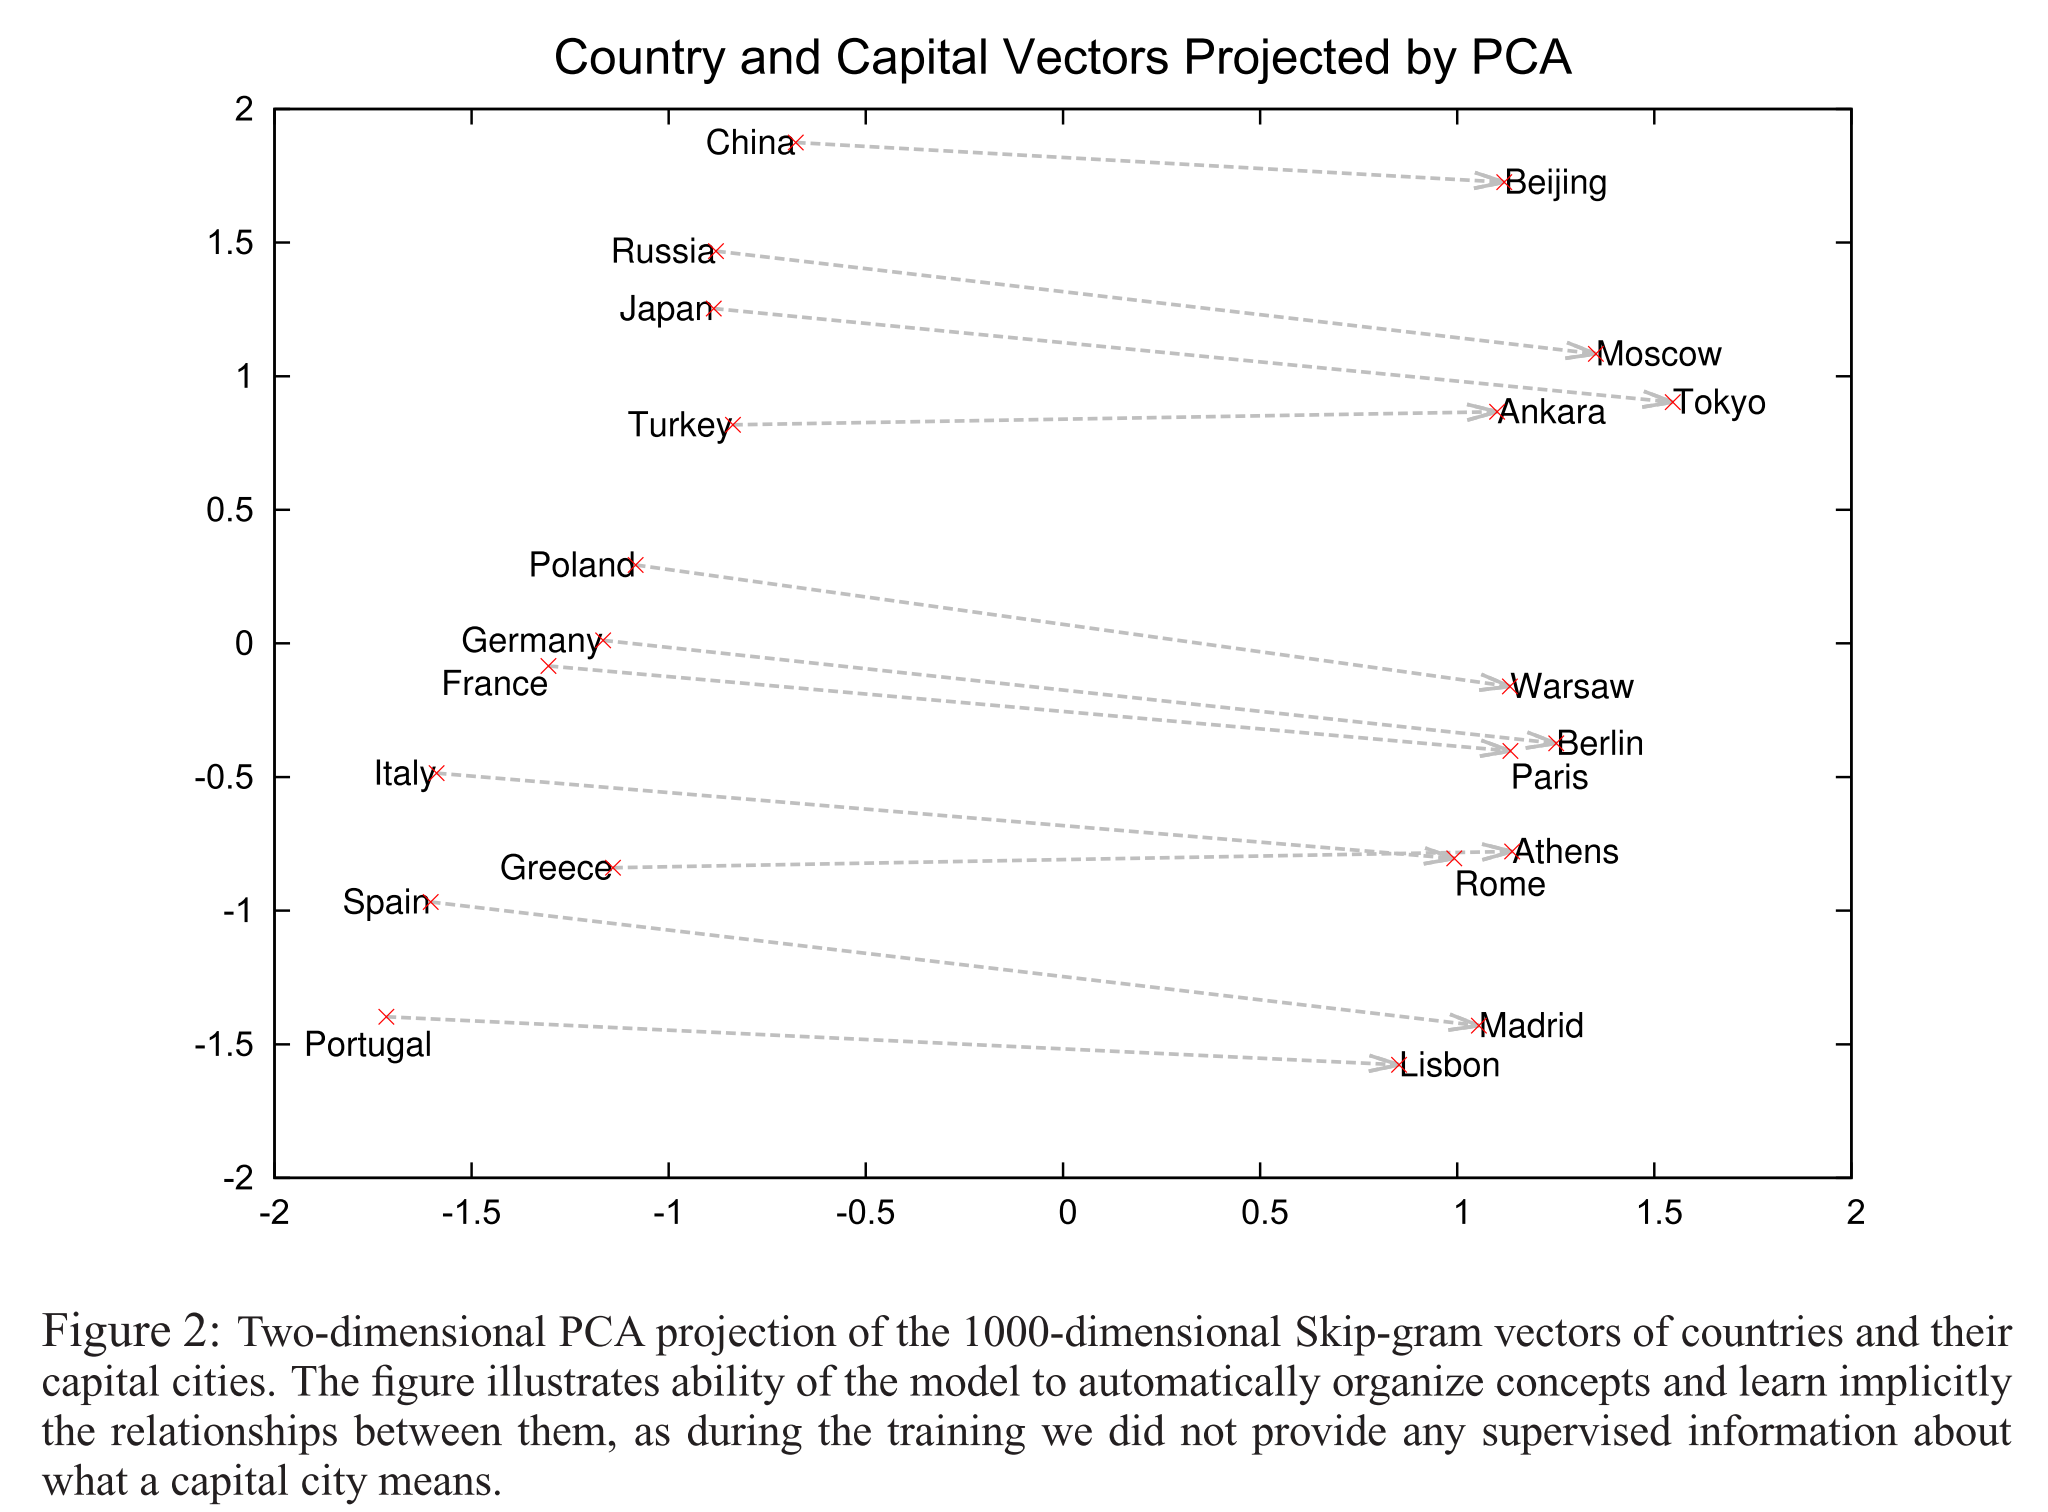 Country and Capital Vectors Projected by PCA
2
China
Beijing
1.5
Russia
Japan
Moscow
1
Tokyo
Ankara
Turkey
0.5
Poland
Germany
0
France
Warsaw
Berlin
-0.5
Italy
Paris
Athens
Greece
Rome
Spain
-1
Madrid
-1.5
Portugal
Lisbon
-2
-2 -1.5 -1 -0.5 0 0.5 1 1.5 2
Figure 2: Two-dimensional PCA projection of the 1000-dimensional Skip-gram vectors of countries and their
capital cities. The figure illustrates ability of the model to automatically organize concepts and learn implicitly
the relationships between them, as during the training we did not provide any supervised information about
what a capital city means.